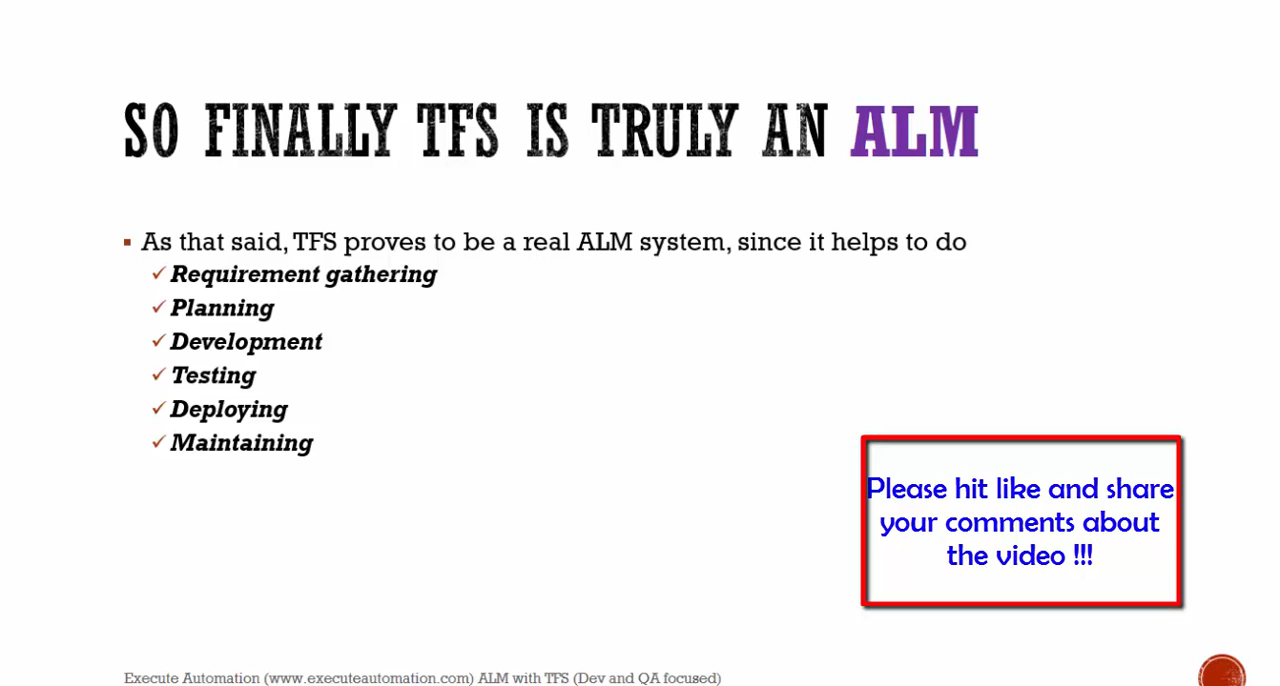 SO FINALLY TFS IS TRULY AN ALM
As that said, TFS proves to be a real ALM system, since it helps to do
Requirement gathering
Planning
Development
Testing
Deploying
Maintaining
Please hit like and share
your comments about
the video !!!
Execute Automation (www.executeautomation.com) ALM with TFS (Dev and QA focused)